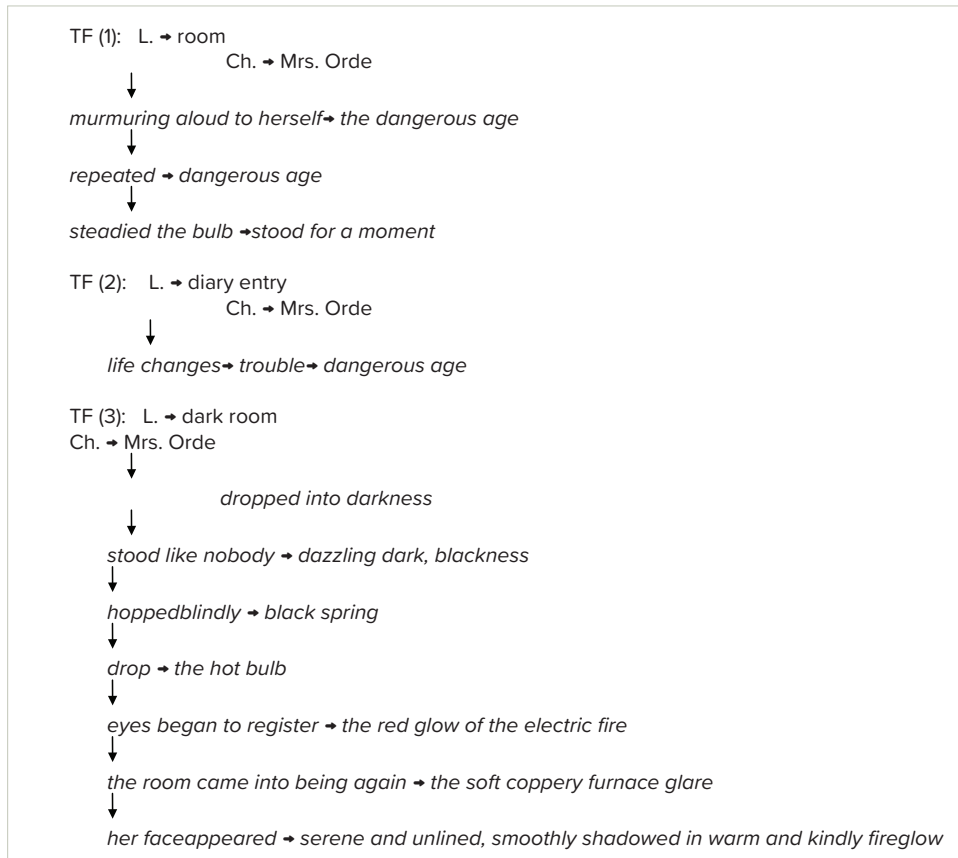 TF (1): L. → room
Ch. → Mrs. Orde
↓
murmuring aloud to herself→ the dangerous age
↓
repeated → dangerous age
↓
steadied the bulb →stood for a moment
TF (2): L. → diary entry
Ch. → Mrs. Orde
↓
life changes→ trouble→ dangerous age
TF (3): L. → dark room
Ch. → Mrs. Orde
↓
dropped into darkness
↓
stood like nobody → dazzling dark, blackness
↓
hoppedblindly → black spring
↓
drop → the hot bulb
↓
eyes began to register → the red glow of the electric fire
↓
the room came into being again → the soft coppery furnace glare
↓
her faceappeared → serene and unlined, smoothly shadowed in warm and kindly fireglow